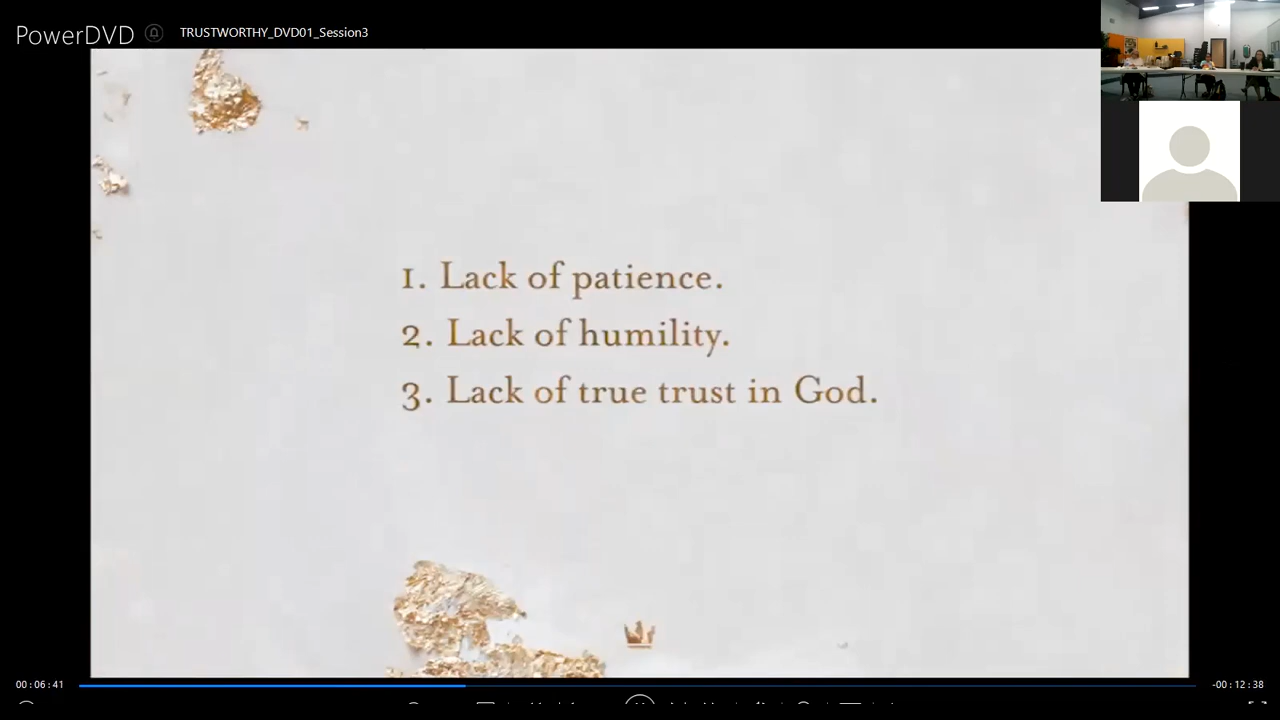 PowerDVD
TRUSTWORTHY_DVD01_Session3
1. Lack of patience.
2. Lack of humility.
3. Lack of true trust in God.
00:06:41
-00:12:38